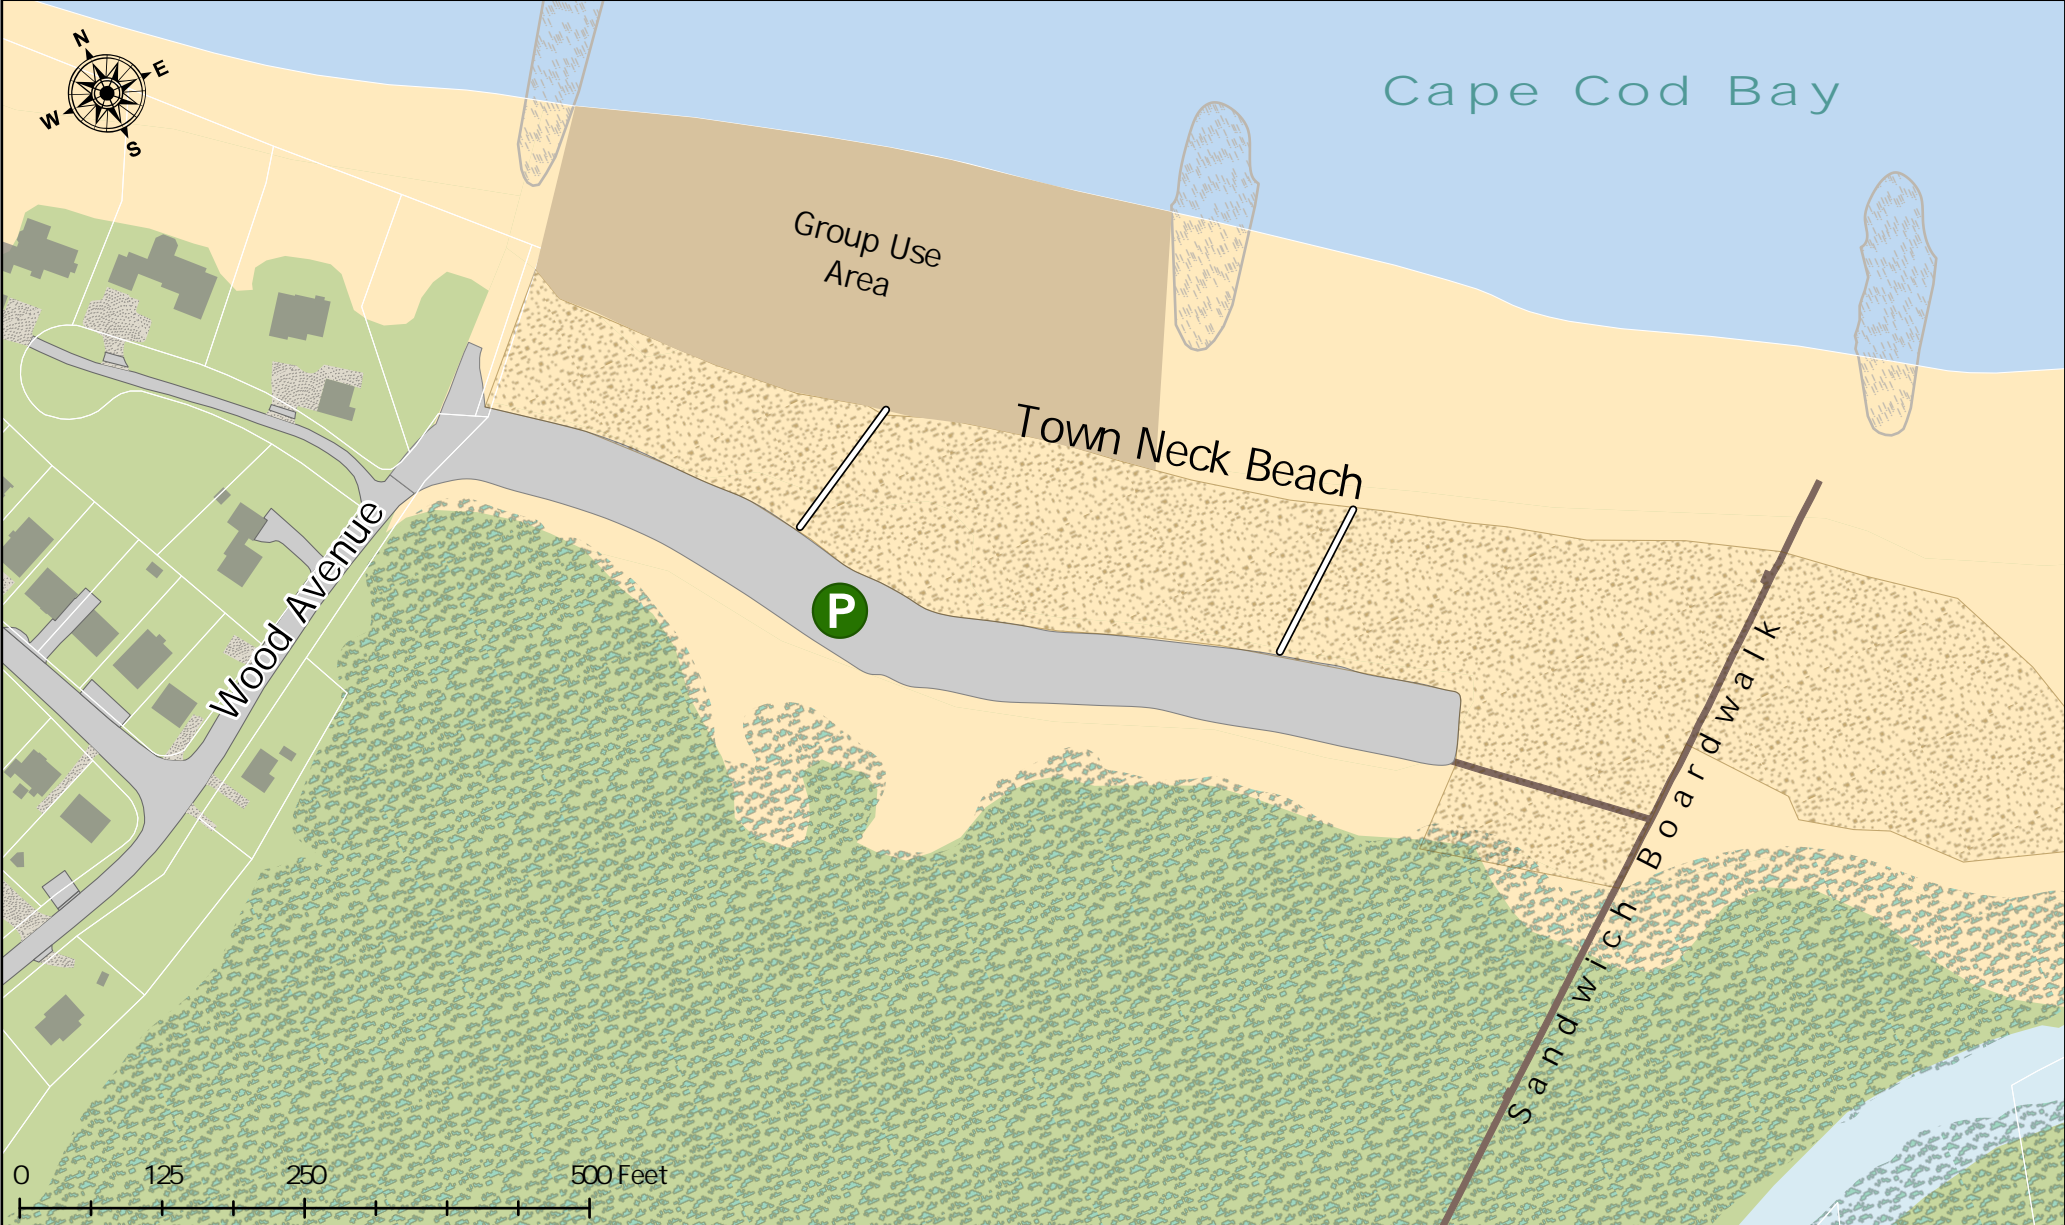 N
E
W
S
Cape Cod Bay
Group Use
Area
Town Neck Beach
Wood Avenue
P
Sandwich Boardwalk
0 125 250 500 Feet